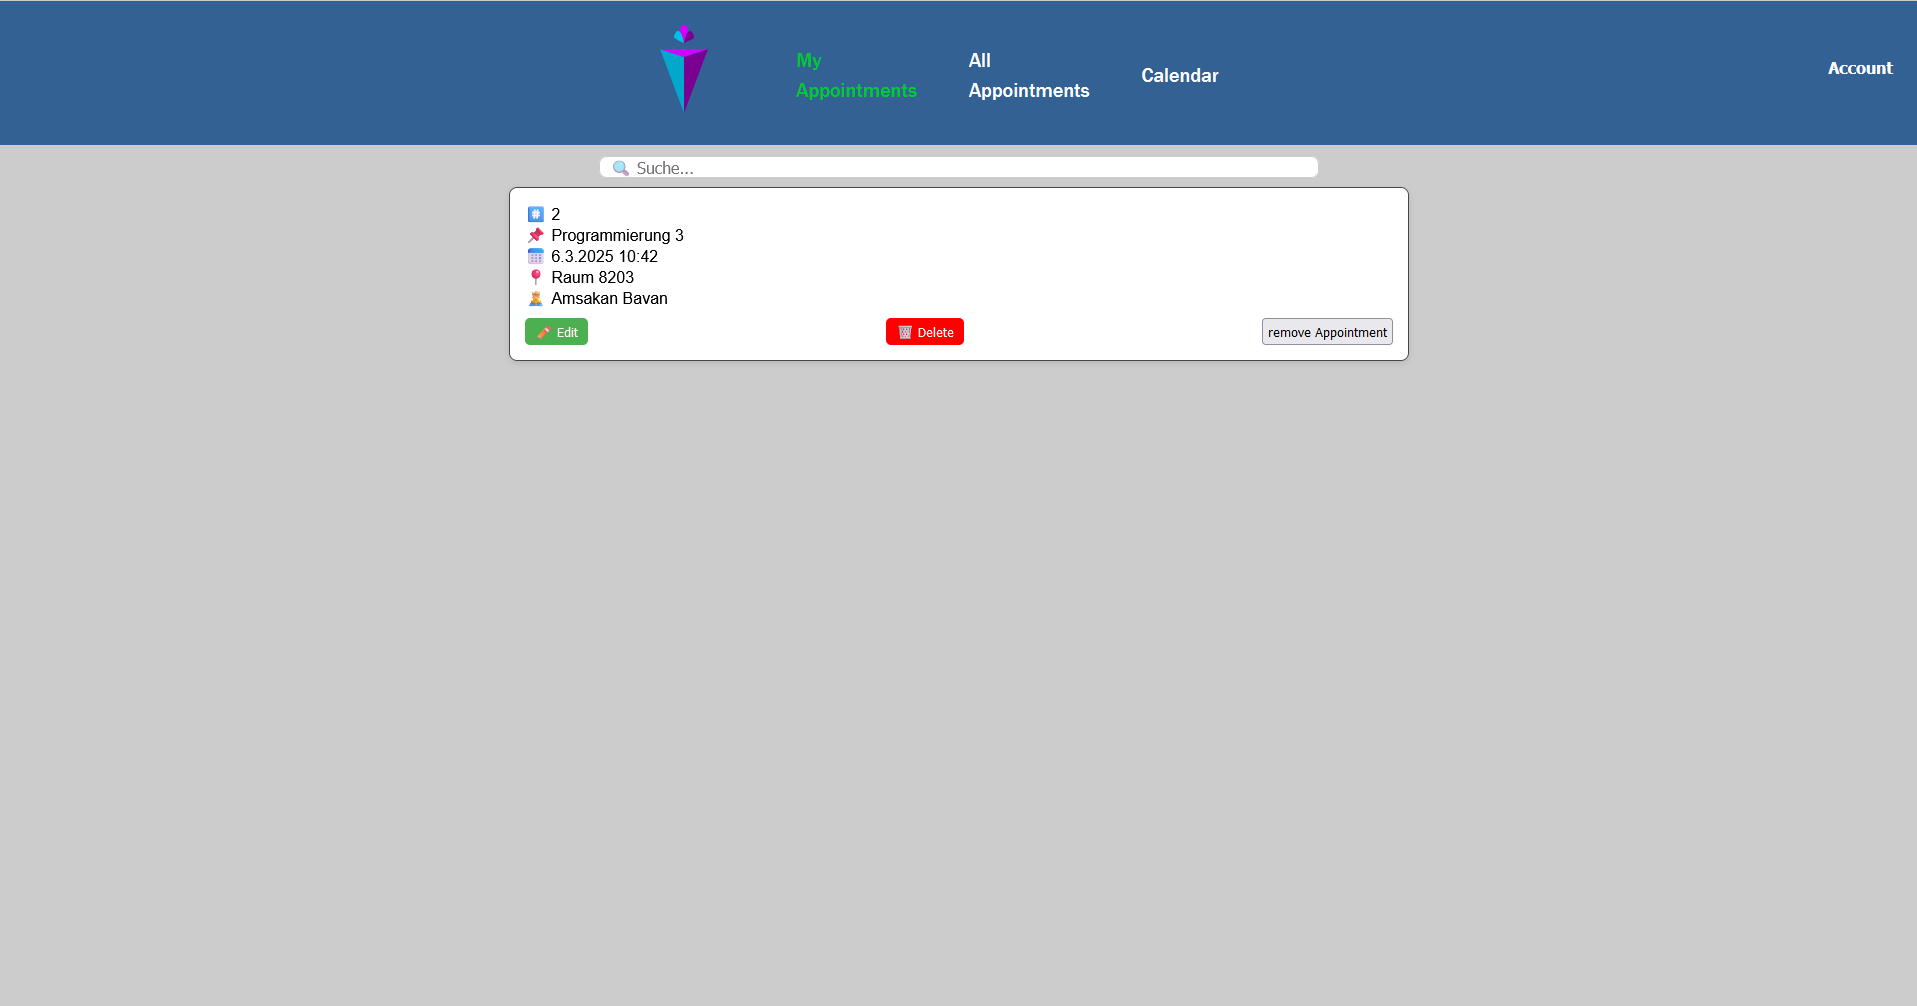 My
Appointments
All
Appointments
Calendar
Account
Suche...
2
Programmierung 3
6.3.2025 10:42
Raum 8203
Amsakan Bavan
Edit
Delete
remove Appointment